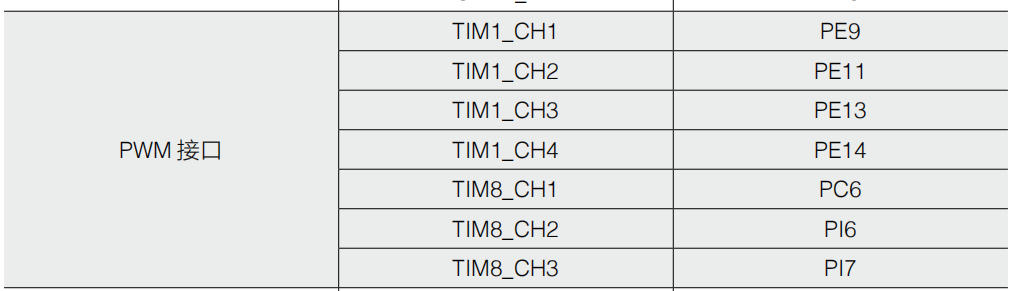 TIM1_CH1 PE9
TIM1_CH2 PE11
TIM1_CH3 PE13
PWM 接口 TIM1_CH4 PE14
TIM8_CH1 PC6
TIM8_CH2 PI6
TIM8_CH3 PI7